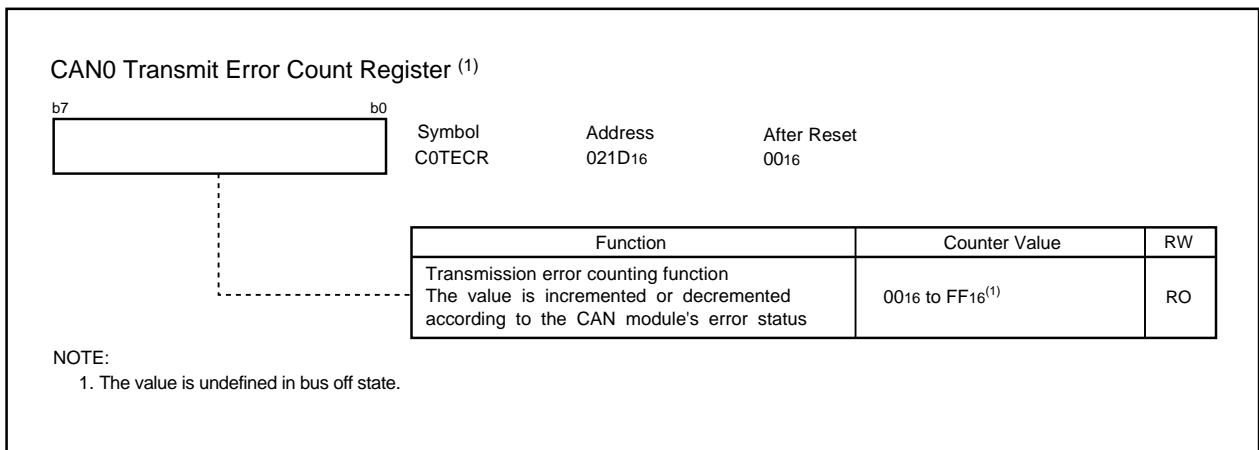 CAN0 Transmit Error Count Register (1)
b7 b0
Symbol Address After Reset
C0TECR 021D16 0016
Function Counter Value RW
Transmission error counting function
The value is incremented or decremented
according to the CAN module's error status
0016 to FF16(1)
RO
NOTE:
1. The value is undefined in bus off state.